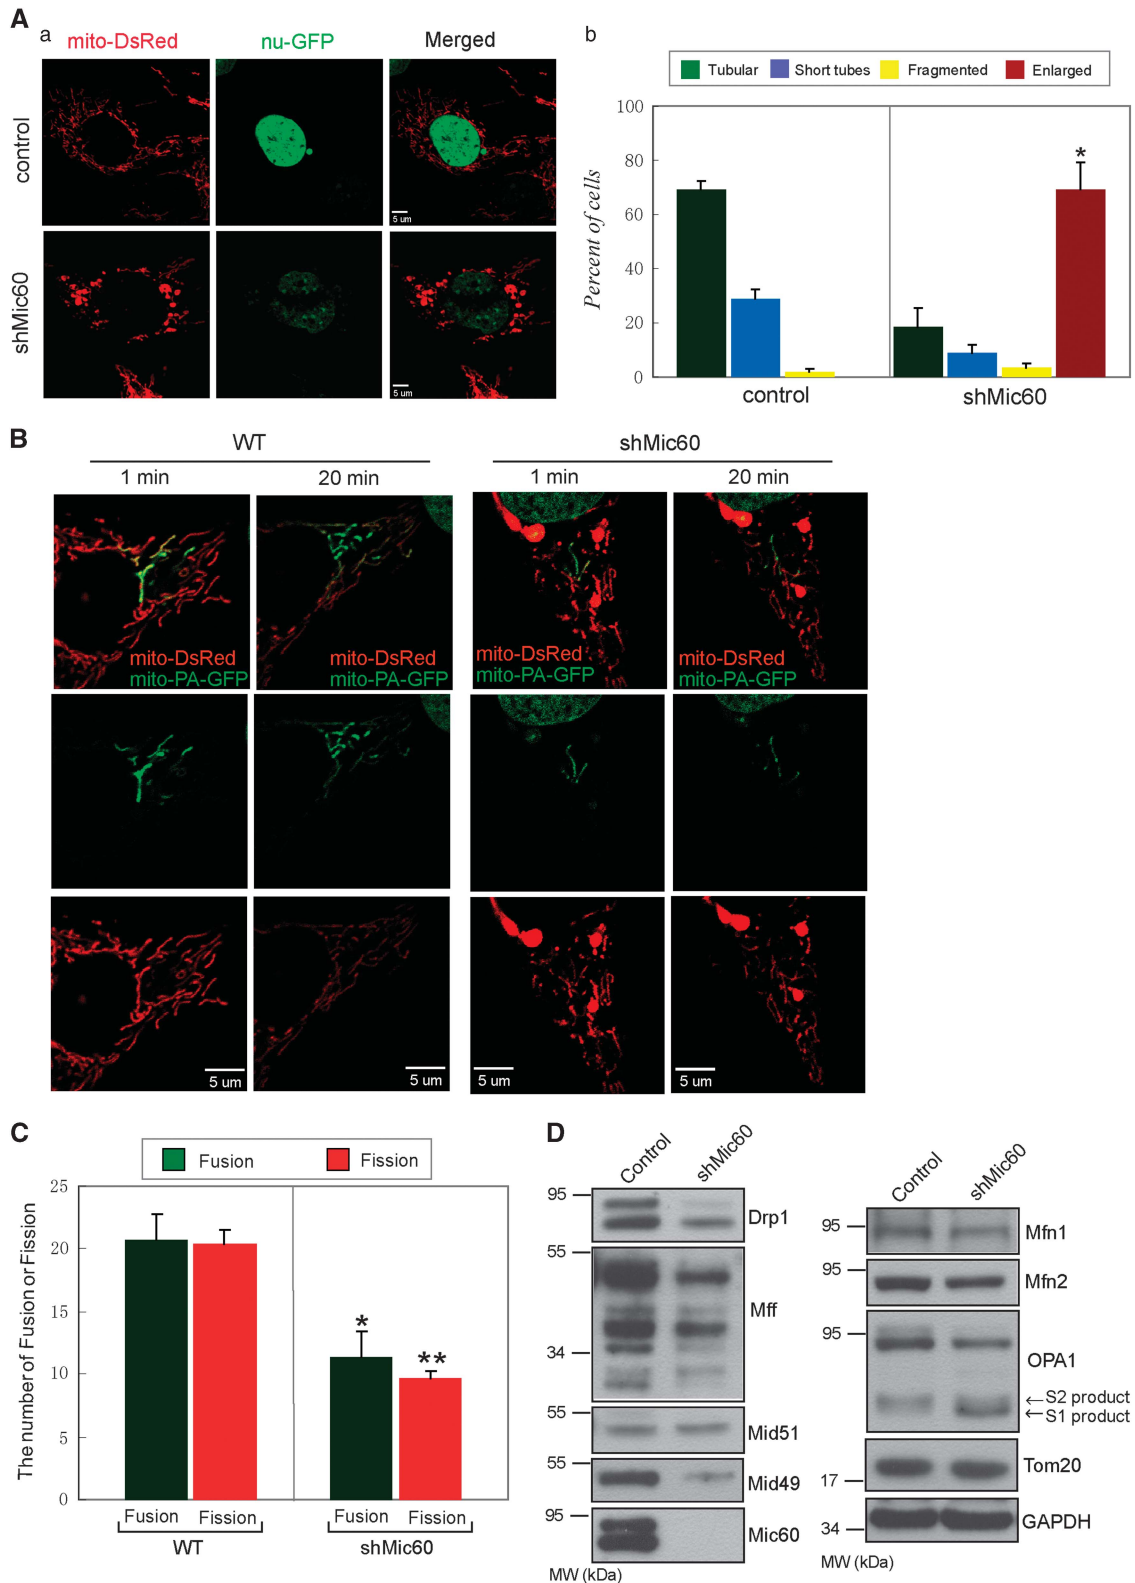 A
a
mito-DsRed
nu-GFP
Merged
control
shMic60
5 um
5 um
b
Tubular
Short tubes
Fragmented
Enlarged
Percent of cells
100
80
60
40
20
0
*
control
shMic60
B
WT
shMic60
1 min
20 min
1 min
20 min
mito-DsRed
mito-PA-GFP
mito-DsRed
mito-PA-GFP
mito-DsRed
mito-PA-GFP
mito-DsRed
mito-PA-GFP
5 um
5 um
5 um
5 um
C
Fusion
Fission
The number of Fusion or Fission
25
20
15
10
5
0
*
**
Fusion
Fission
Fusion
Fission
WT
shMic60
D
Control
shMic60
95
Drp1
55
Mff
34
55
Mid51
55
Mid49
95
Mic60
MW (kDa)
Control
shMic60
95
Mfn1
95
Mfn2
95
OPA1
←S2 product
←S1 product
Tom20
17
GAPDH
34
MW (kDa)